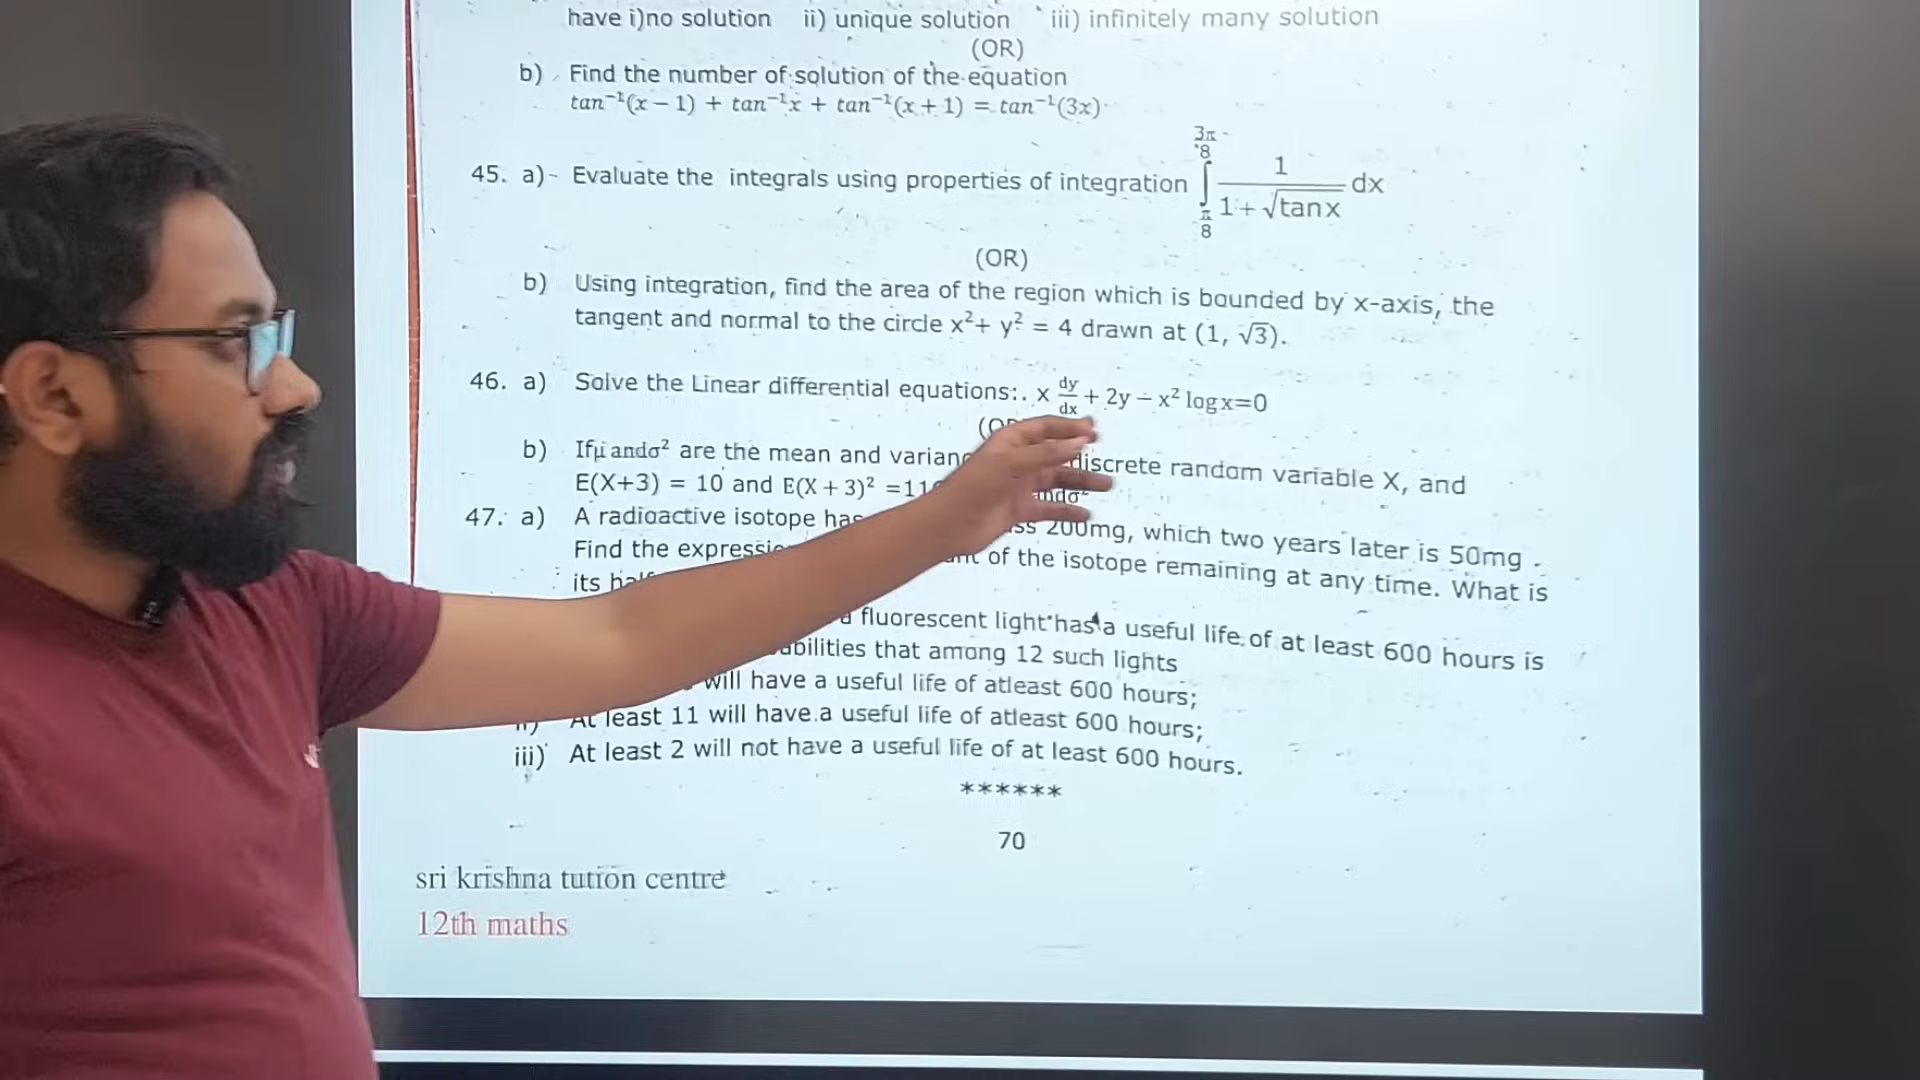 have i)no solution ii) unique solution iii) infinitely many solution
(OR)
b) Find the number of solution of the equation
tan⁻¹(x − 1) + tan⁻¹x + tan⁻¹(x + 1) = tan⁻¹(3x)
45. a) Evaluate the integrals using properties of integration ∫_{π/8}^{3π/8} 1/(1+√tanx) dx
(OR)
b) Using integration, find the area of the region which is bounded by x-axis, the
tangent and normal to the circle x²+ y² = 4 drawn at (1, √3).
46. a) Solve the Linear differential equations:. x dy/dx + 2y − x² logx=0
b) Ifμandσ² are the mean and discrete random variable X, and
E(X+3) = 10 and E(X + 3)² =
47. a) A radioactive isotope 200mg, which two years later is 50mg .
Find the of the isotope remaining at any time. What is
its
fluorescent light has a useful life of at least 600 hours is
that among 12 such lights
will have a useful life of atleast 600 hours;
At least 11 will have a useful life of atleast 600 hours;
iii) At least 2 will not have a useful life of at least 600 hours.
******
70
sri krishna tution centre
12th maths